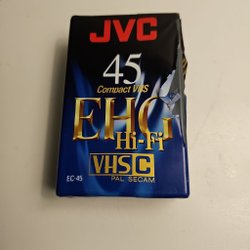 JVC
45
Compact VHS
EHG
Hi-Fi
VHS C
EC-45
PAL SECAM